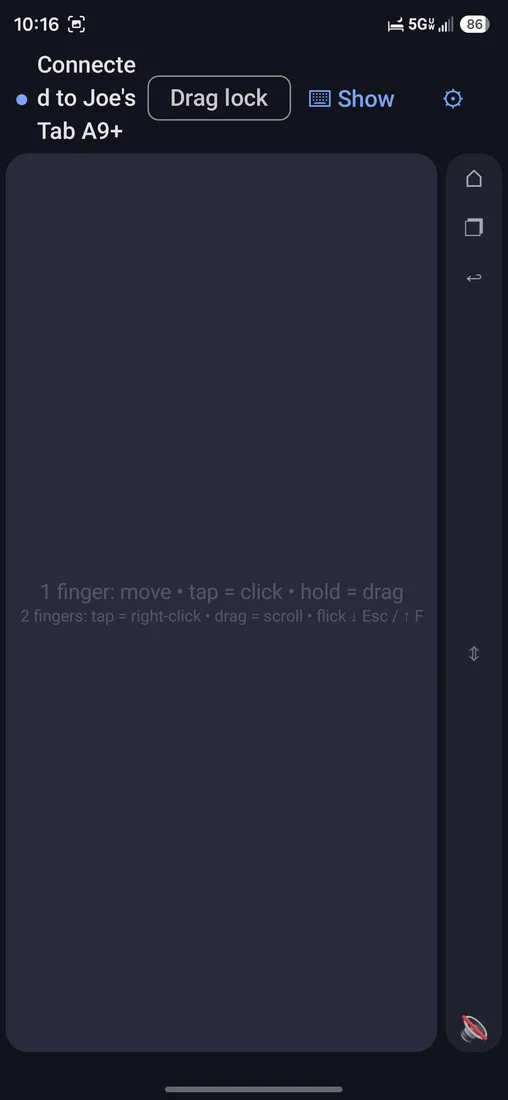 10:16
5G UW
86
Connecte
d to Joe's
Tab A9+
Drag lock
Show
1 finger: move • tap = click • hold = drag
2 fingers: tap = right-click • drag = scroll • flick ↓ Esc / ↑ F